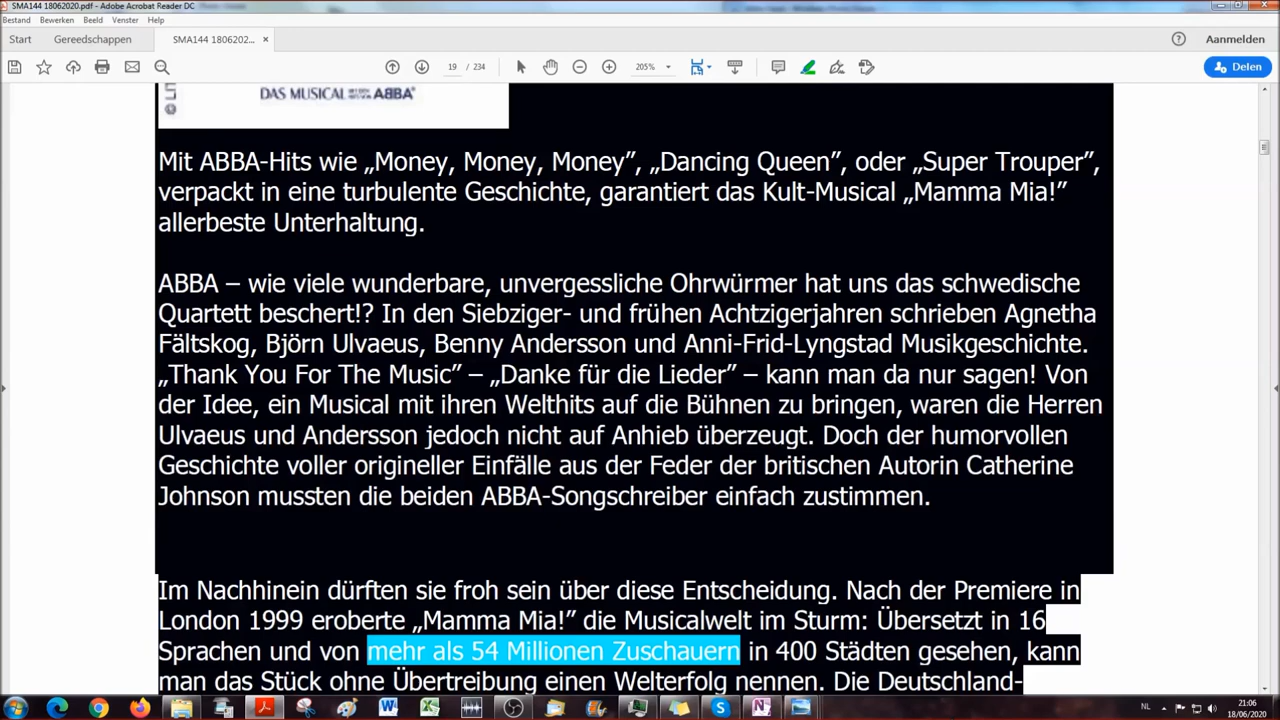 SMA144 18062020.pdf - Adobe Acrobat Reader DC
Bestand Bewerken Beeld Venster Help
Start Gereedschappen SMA144 1806202... × Aanmelden
19 / 234 205% Delen
DAS MUSICAL ABBA
Mit ABBA-Hits wie „Money, Money, Money”, „Dancing Queen”, oder „Super Trouper”,
verpackt in eine turbulente Geschichte, garantiert das Kult-Musical „Mamma Mia!”
allerbeste Unterhaltung.
ABBA – wie viele wunderbare, unvergessliche Ohrwürmer hat uns das schwedische
Quartett beschert!? In den Siebziger- und frühen Achtzigerjahren schrieben Agnetha
Fältskog, Björn Ulvaeus, Benny Andersson und Anni-Frid-Lyngstad Musikgeschichte.
„Thank You For The Music” – „Danke für die Lieder” – kann man da nur sagen! Von
der Idee, ein Musical mit ihren Welthits auf die Bühnen zu bringen, waren die Herren
Ulvaeus und Andersson jedoch nicht auf Anhieb überzeugt. Doch der humorvollen
Geschichte voller origineller Einfälle aus der Feder der britischen Autorin Catherine
Johnson mussten die beiden ABBA-Songschreiber einfach zustimmen.
Im Nachhinein dürften sie froh sein über diese Entscheidung. Nach der Premiere in
London 1999 eroberte „Mamma Mia!” die Musicalwelt im Sturm: Übersetzt in 16
Sprachen und von mehr als 54 Millionen Zuschauern in 400 Städten gesehen, kann
man das Stück ohne Übertreibung einen Welterfolg nennen. Die Deutschland-
NL 21:06
18/06/2020